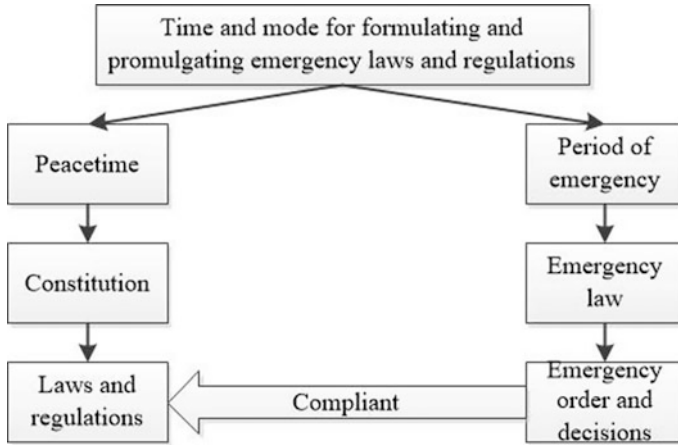 Time and mode for formulating and
promulgating emergency laws and regulations
Peacetime
Period of
emergency
Constitution
Emergency
law
Laws and
regulations
Compliant
Emergency
order and
decisions